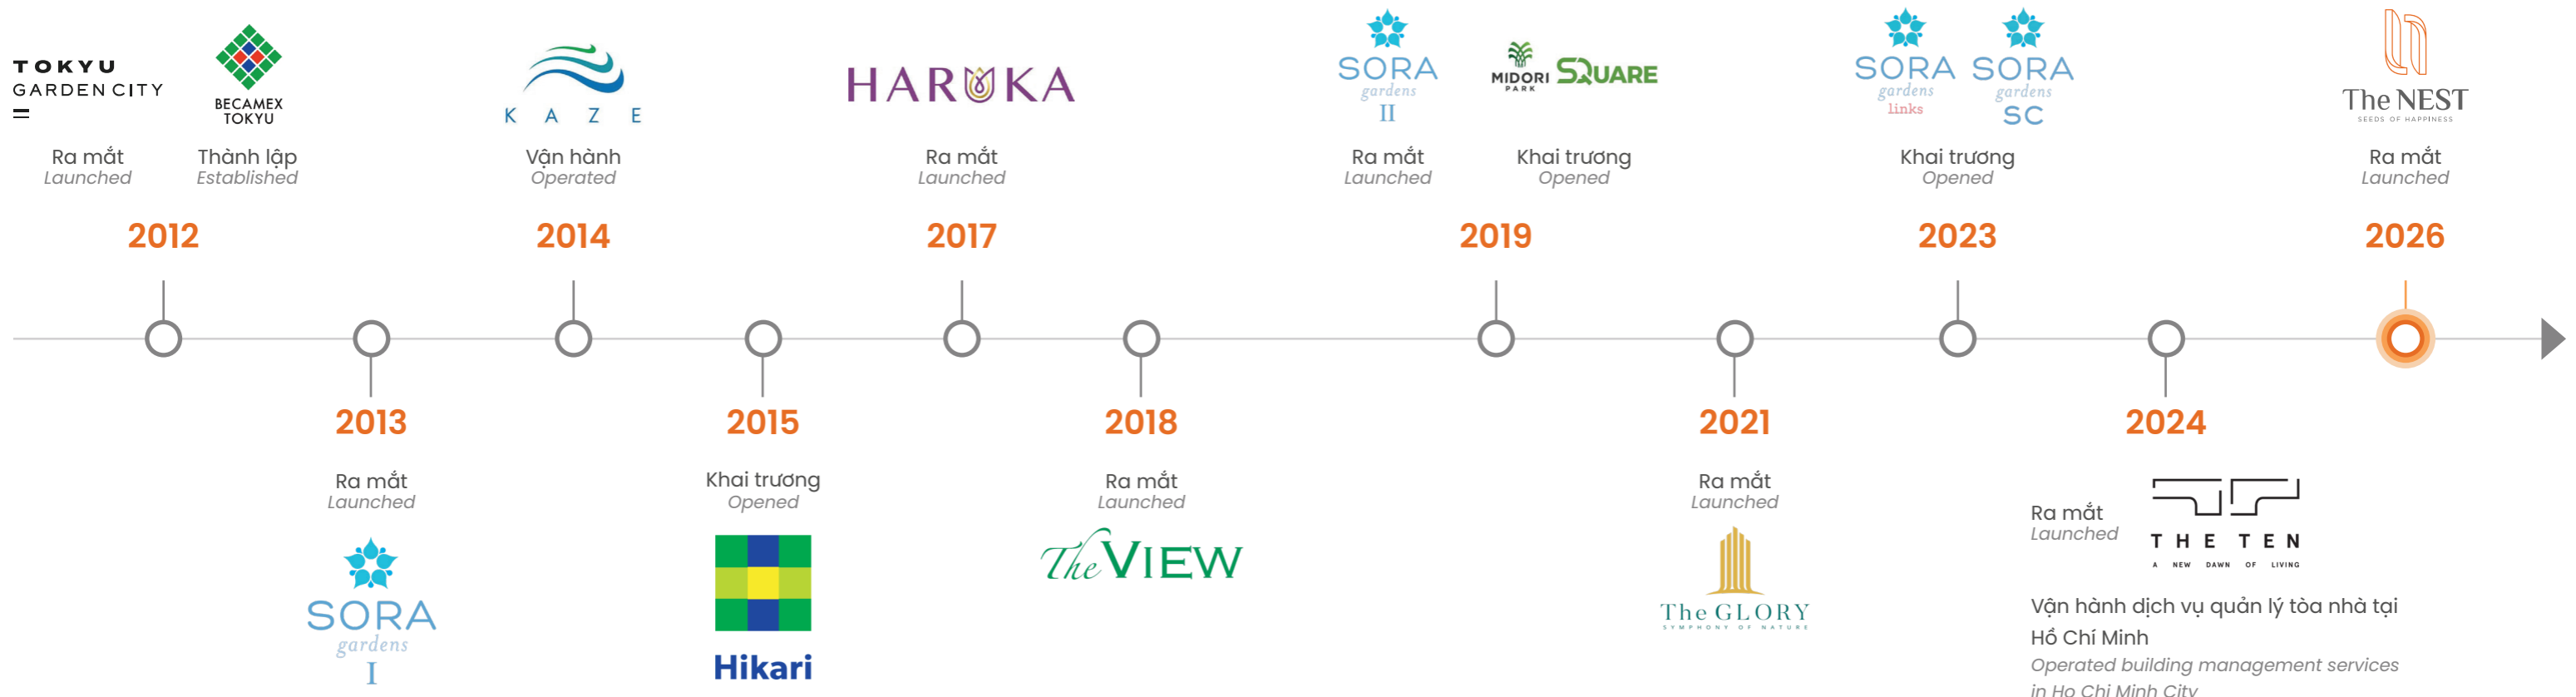 TOKYU
GARDEN CITY
BECAMEX
TOKYU
Ra mắt
Launched
Thành lập
Established
2012
KAZE
Vận hành
Operated
2014
HARUKA
Ra mắt
Launched
2017
SORA
gardens
II
Ra mắt
Launched
MIDORI
PARK
SQUARE
Khai trương
Opened
2019
SORA
gardens
links
SORA
gardens
SC
Khai trương
Opened
2023
The NEST
SEEDS OF HAPPINESS
Ra mắt
Launched
2026
2013
Ra mắt
Launched
SORA
gardens
I
2015
Khai trương
Opened
Hikari
2018
Ra mắt
Launched
The VIEW
2021
Ra mắt
Launched
The GLORY
SYMPHONY OF NATURE
2024
Ra mắt
Launched
THE TEN
A NEW DAWN OF LIVING
Vận hành dịch vụ quản lý tòa nhà tại
Hồ Chí Minh
Operated building management services
in Ho Chi Minh City